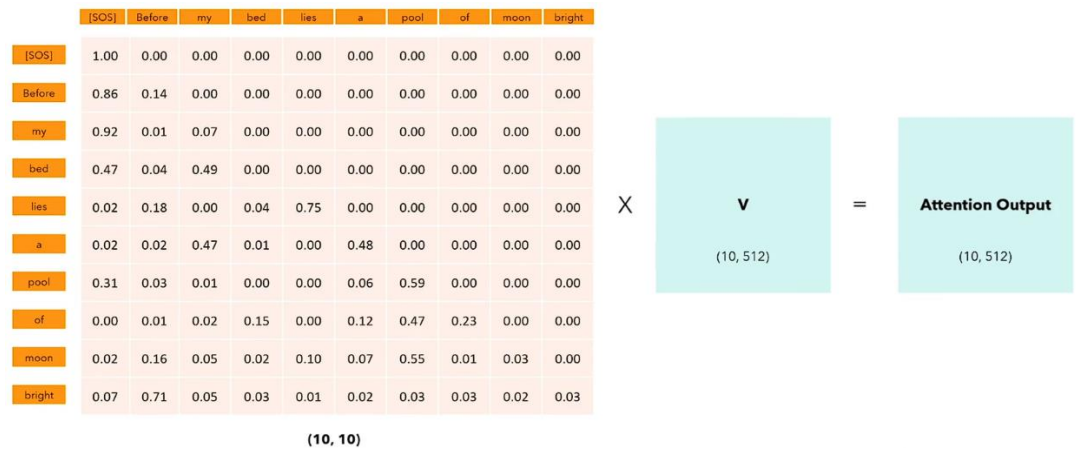 [SOS] Before my bed lies a pool of moon bright
[SOS] 1.00 0.00 0.00 0.00 0.00 0.00 0.00 0.00 0.00 0.00
Before 0.86 0.14 0.00 0.00 0.00 0.00 0.00 0.00 0.00 0.00
my 0.92 0.01 0.07 0.00 0.00 0.00 0.00 0.00 0.00 0.00
bed 0.47 0.04 0.49 0.00 0.00 0.00 0.00 0.00 0.00 0.00
lies 0.02 0.18 0.00 0.04 0.75 0.00 0.00 0.00 0.00 0.00 X V = Attention Output
a 0.02 0.02 0.47 0.01 0.00 0.48 0.00 0.00 0.00 0.00
(10, 512) (10, 512)
pool 0.31 0.03 0.01 0.00 0.00 0.06 0.59 0.00 0.00 0.00
of 0.00 0.01 0.02 0.15 0.00 0.12 0.47 0.23 0.00 0.00
moon 0.02 0.16 0.05 0.02 0.10 0.07 0.55 0.01 0.03 0.00
bright 0.07 0.71 0.05 0.03 0.01 0.02 0.03 0.03 0.02 0.03
(10, 10)